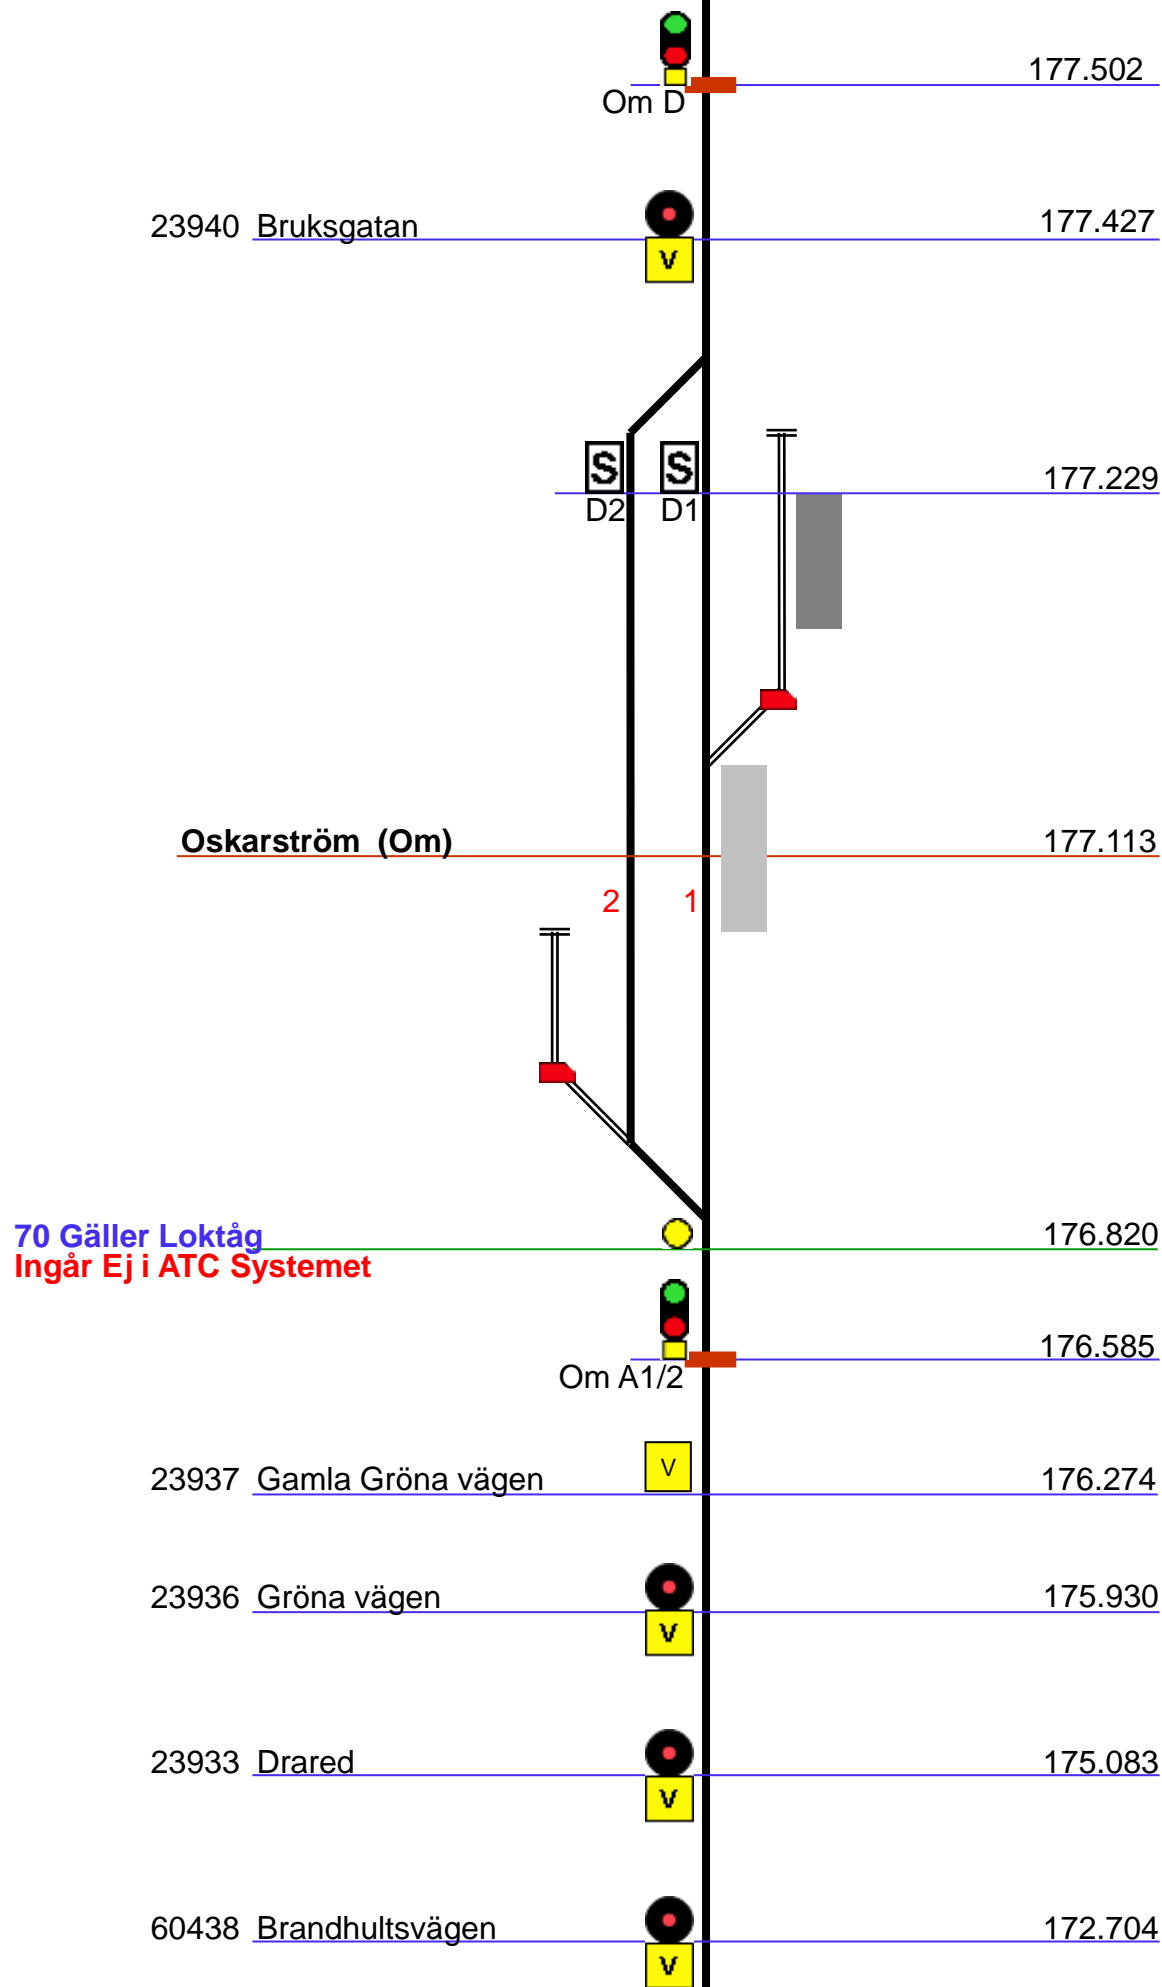 177.502
Om D
23940 Bruksgatan 177.427
V
S S 177.229
D2 D1
Oskarström (Om) 177.113
2 1
70 Gäller Loktåg 176.820
Ingår Ej i ATC Systemet
176.585
Om A1/2
23937 Gamla Gröna vägen V 176.274
23936 Gröna vägen 175.930
V
23933 Drared 175.083
V
60438 Brandhultsvägen 172.704
V